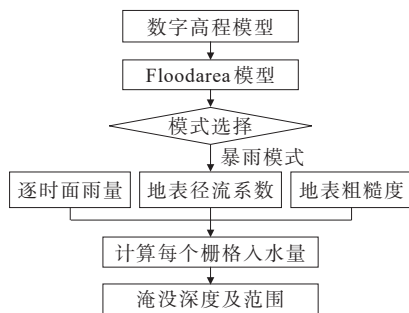 数字高程模型
Floodarea模型
模式选择
暴雨模式
逐时面雨量
地表径流系数
地表粗糙度
计算每个栅格入水量
淹没深度及范围